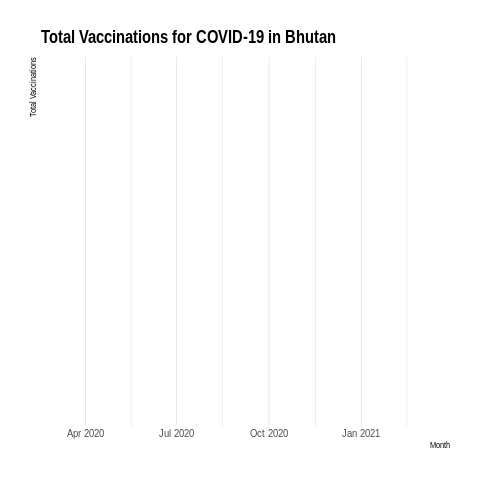 Total Vaccinations for COVID-19 in Bhutan
Total Vaccinations
Apr 2020 Jul 2020 Oct 2020 Jan 2021
Month